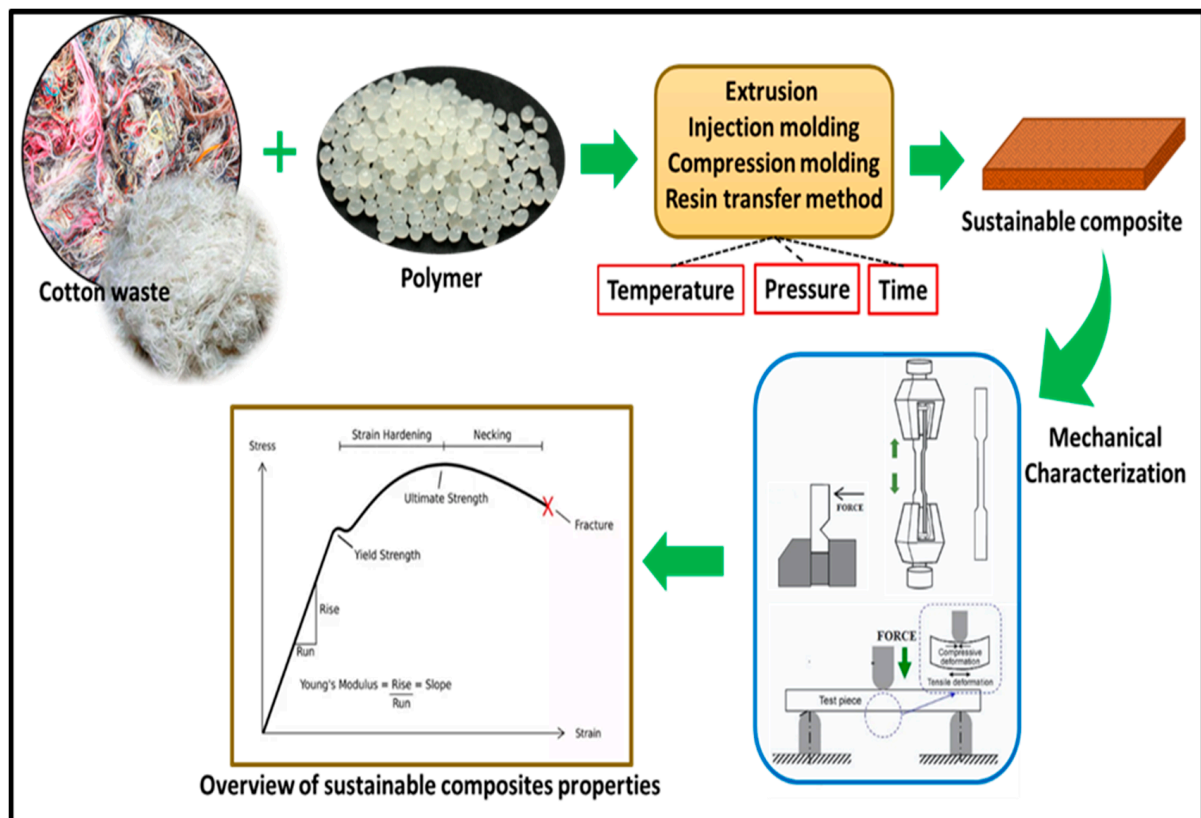 Cotton waste
+
Polymer
Extrusion
Injection molding
Compression molding
Resin transfer method
Temperature
Pressure
Time
Sustainable composite
Mechanical
Characterization
FORCE
FORCE
Compressive
deformation
Tensile deformation
Test piece
Stress
Strain Hardening
Necking
Ultimate Strength
Fracture
Yield Strength
Rise
Run
Young's Modulus = Rise = Slope
Run
Strain
Overview of sustainable composites properties